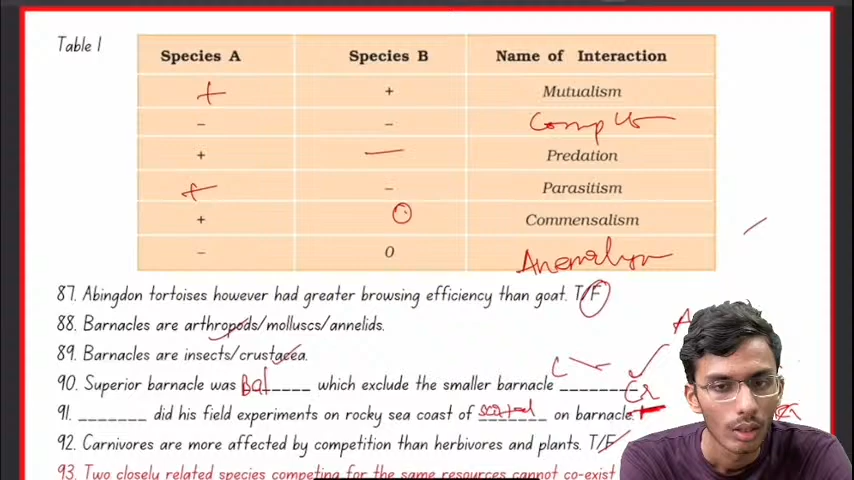 Table 1
Species A Species B Name of Interaction
+ + Mutualism
– –
+ — Predation
+ – Parasitism
+ 0 Commensalism
– 0
87. Abingdon tortoises however had greater browsing efficiency than goat. T/F
88. Barnacles are arthropods/molluscs/annelids.
89. Barnacles are insects/crustacea.
90. Superior barnacle was Bal____ which exclude the smaller barnacle ________
91. _______ did his field experiments on rocky sea coast of _______ on barnacle.
92. Carnivores are more affected by competition than herbivores and plants. T/F
93. Two closely related species competing for the same resources cannot co-exist